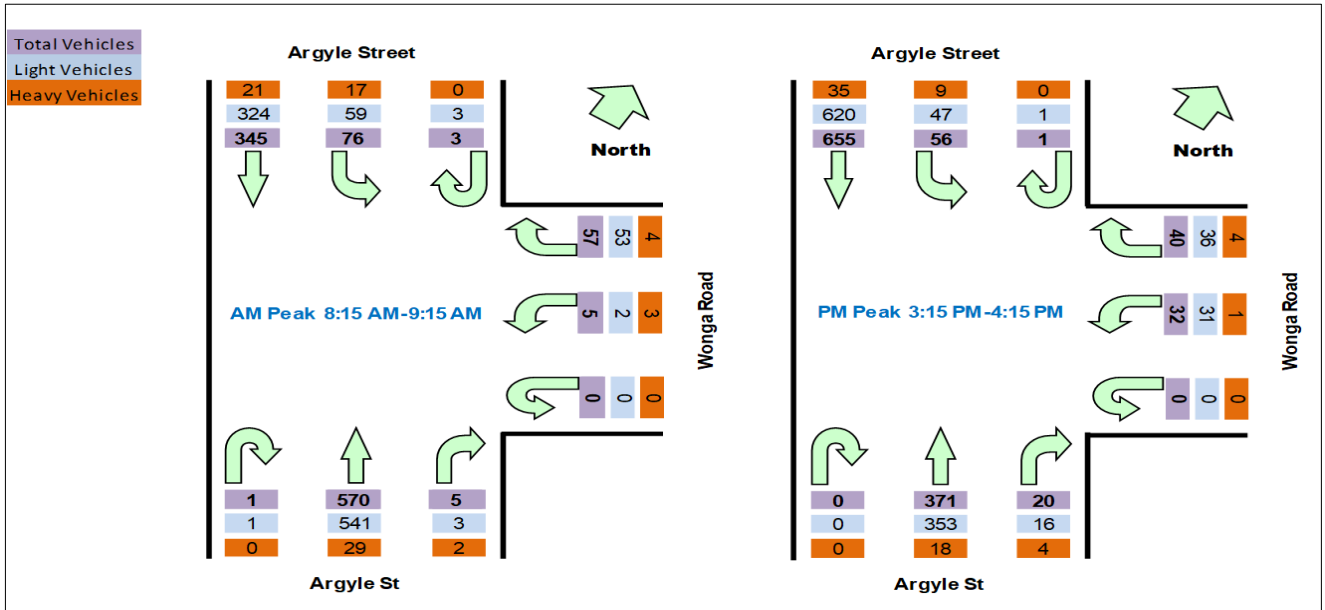 Total Vehicles
Light Vehicles
Heavy Vehicles
Argyle Street
21 17 0
324 59 3
345 76 3
North
57 53 4
AM Peak 8:15 AM-9:15 AM
5 2 3
Wonga Road
0 0 0
1 570 5
1 541 3
0 29 2
Argyle St
Argyle Street
35 9 0
620 47 1
655 56 1
North
40 36 4
PM Peak 3:15 PM-4:15 PM
32 31 1
Wonga Road
0 0 0
0 371 20
0 353 16
0 18 4
Argyle St